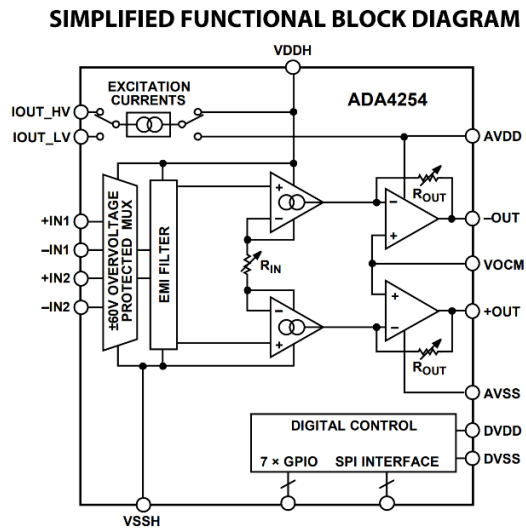 SIMPLIFIED FUNCTIONAL BLOCK DIAGRAM
VDDH
EXCITATION
CURRENTS
ADA4254
IOUT_HV
IOUT_LV
AVDD
ROUT
+IN1
–IN1
+IN2
–IN2
±60V OVERVOLTAGE
PROTECTED MUX
EMI FILTER
+
–
RIN
–
+
–
+
–OUT
VOCM
+
–
+OUT
ROUT
AVSS
DIGITAL CONTROL
7 × GPIO SPI INTERFACE
DVDD
DVSS
VSSH